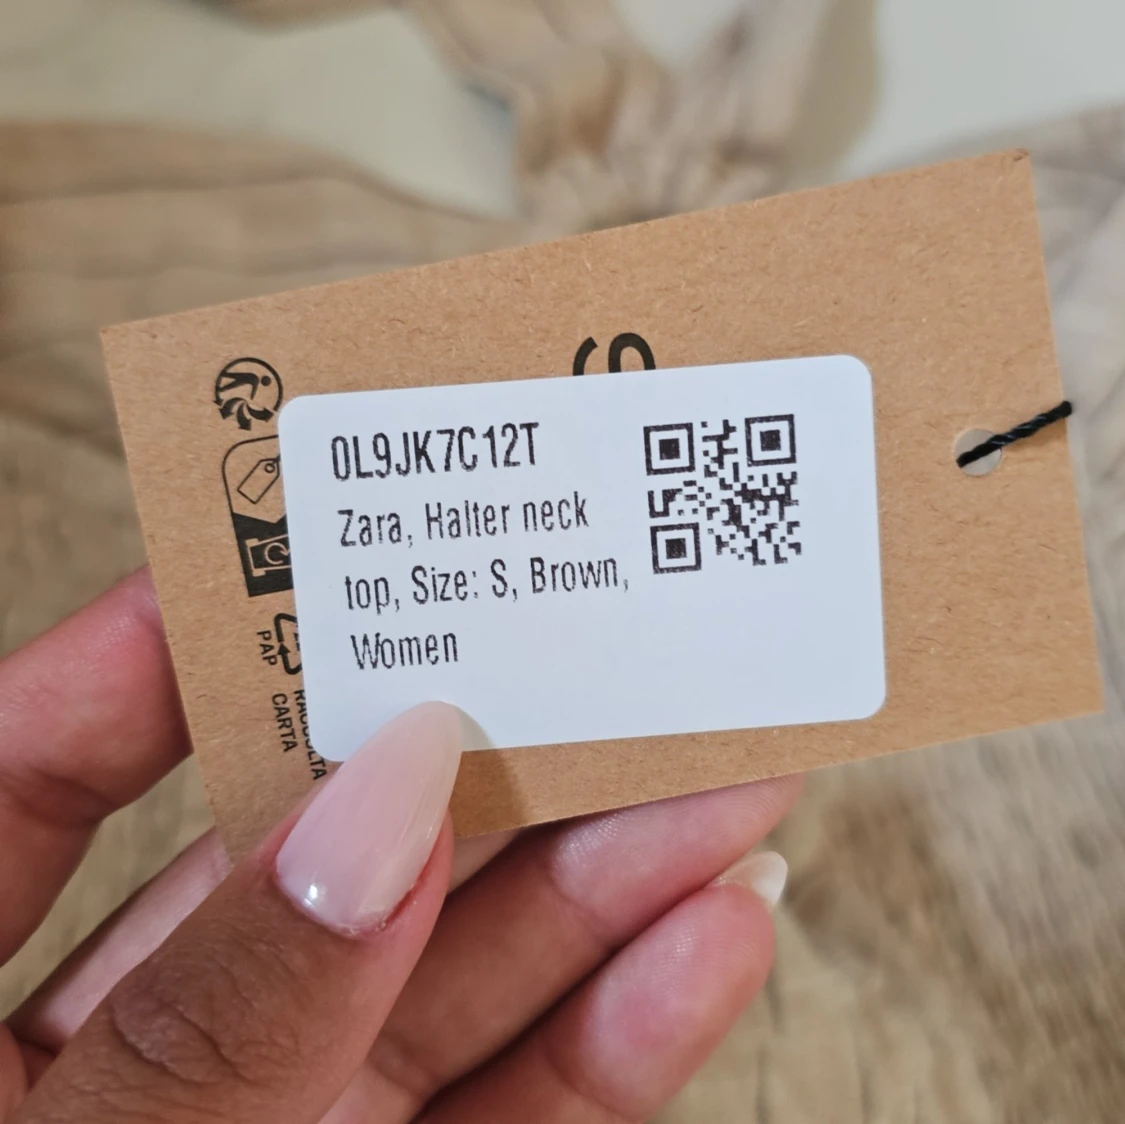 0L9JK7C12T
Zara, Halter neck
top, Size: S, Brown,
Women
PAP
RACCOLTA
CARTA